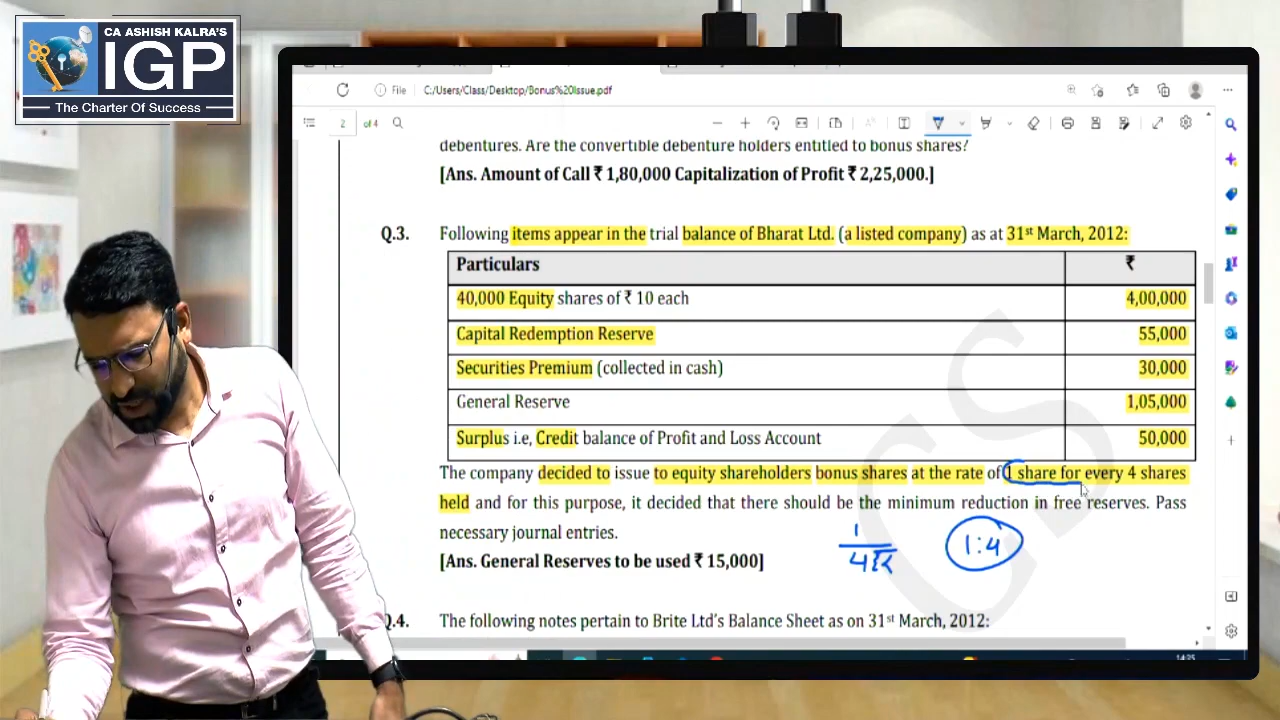 CA ASHISH KALRA'S
IGP
The Charter Of Success
File C:/Users/Class/Desktop/Bonus%20Issue.pdf
2 of 4
debentures. Are the convertible debenture holders entitled to bonus shares?
[Ans. Amount of Call ₹ 1,80,000 Capitalization of Profit ₹ 2,25,000.]
Q.3. Following items appear in the trial balance of Bharat Ltd. (a listed company) as at 31st March, 2012:
Particulars ₹
40,000 Equity shares of ₹ 10 each 4,00,000
Capital Redemption Reserve 55,000
Securities Premium (collected in cash) 30,000
General Reserve 1,05,000
Surplus i.e, Credit balance of Profit and Loss Account 50,000
The company decided to issue to equity shareholders bonus shares at the rate of 1 share for every 4 shares
held and for this purpose, it decided that there should be the minimum reduction in free reserves. Pass
necessary journal entries.
1
4
1:4
[Ans. General Reserves to be used ₹ 15,000]
Q.4. The following notes pertain to Brite Ltd's Balance Sheet as on 31st March, 2012:
14:25
CS